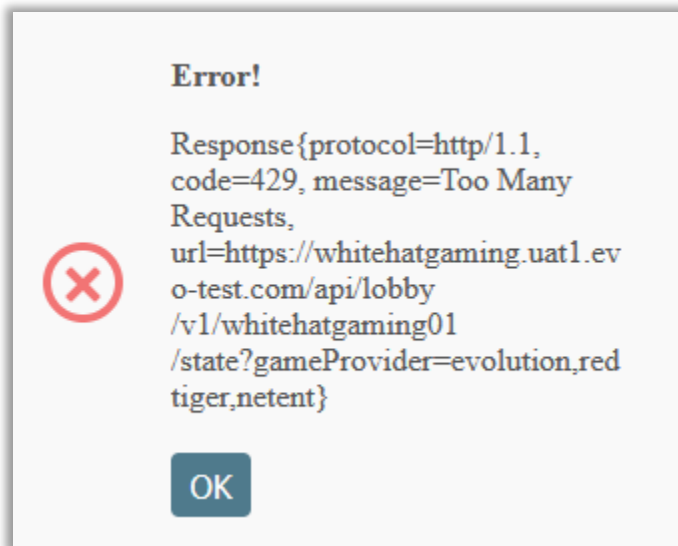 Error!
Response{protocol=http/1.1,
code=429, message=Too Many
Requests,
url=https://whitehatgaming.uat1.ev
o-test.com/api/lobby
/v1/whitehatgaming01
/state?gameProvider=evolution,red
tiger,netent}
OK